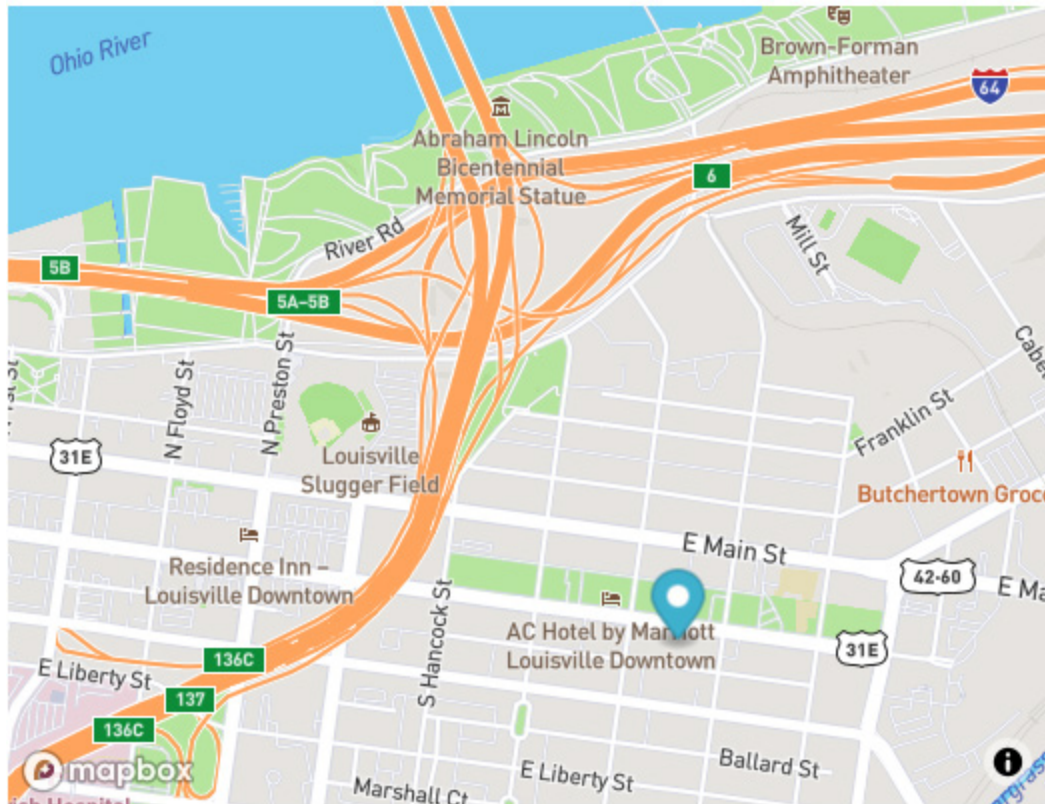 Ohio River
Brown-Forman
Amphitheater
64
Abraham Lincoln
Bicentennial
Memorial Statue
6
River Rd
Mill St
5B
5A-5B
N Floyd St
N Preston St
Cabel
31E
Louisville
Slugger Field
Franklin St
Butchertown Groce
E Main St
42-60
E Ma
Residence Inn –
Louisville Downtown
S Hancock St
AC Hotel by Marriott
Louisville Downtown
31E
E Liberty St
136C
137
136C
mapbox
Ballard St
E Liberty St
Marshall Ct
Hospital